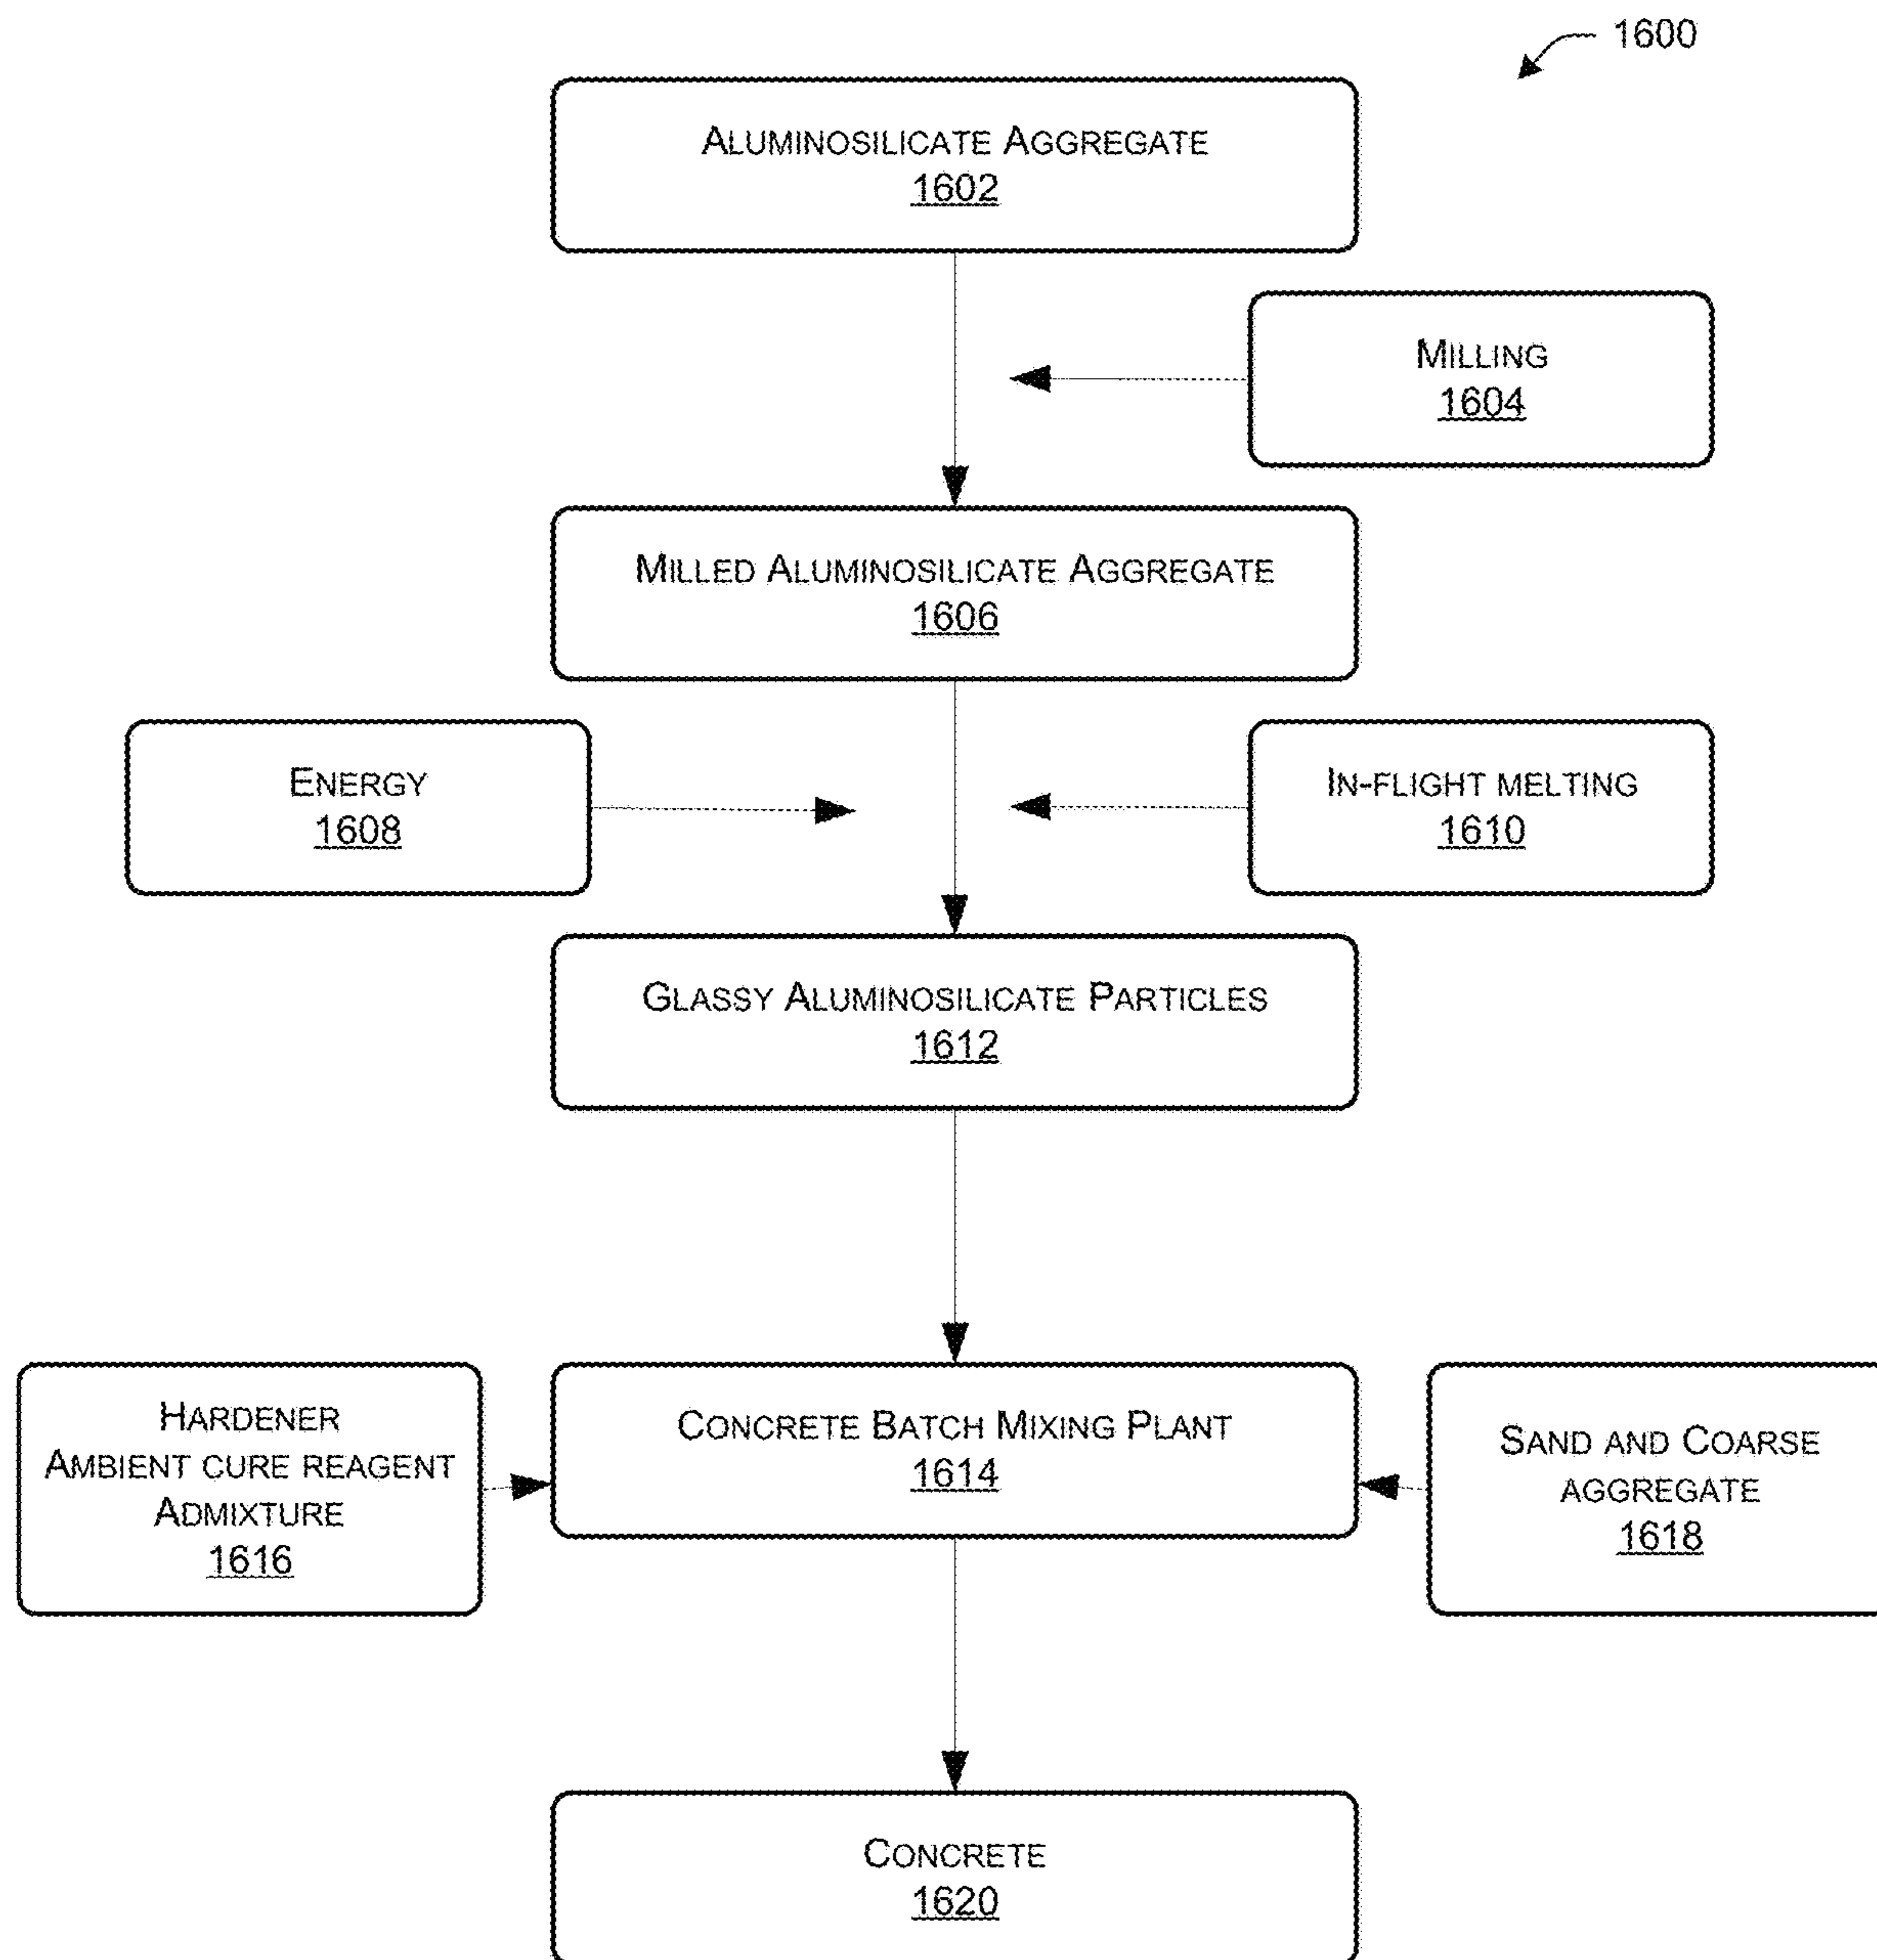 1600
ALUMINOSILICATE AGGREGATE
1602
MILLING
1604
MILLED ALUMINOSILICATE AGGREGATE
1606
ENERGY
1608
IN-FLIGHT MELTING
1610
GLASSY ALUMINOSILICATE PARTICLES
1612
HARDENER
AMBIENT CURE REAGENT
ADMIXTURE
1616
CONCRETE BATCH MIXING PLANT
1614
SAND AND COARSE
AGGREGATE
1618
CONCRETE
1620